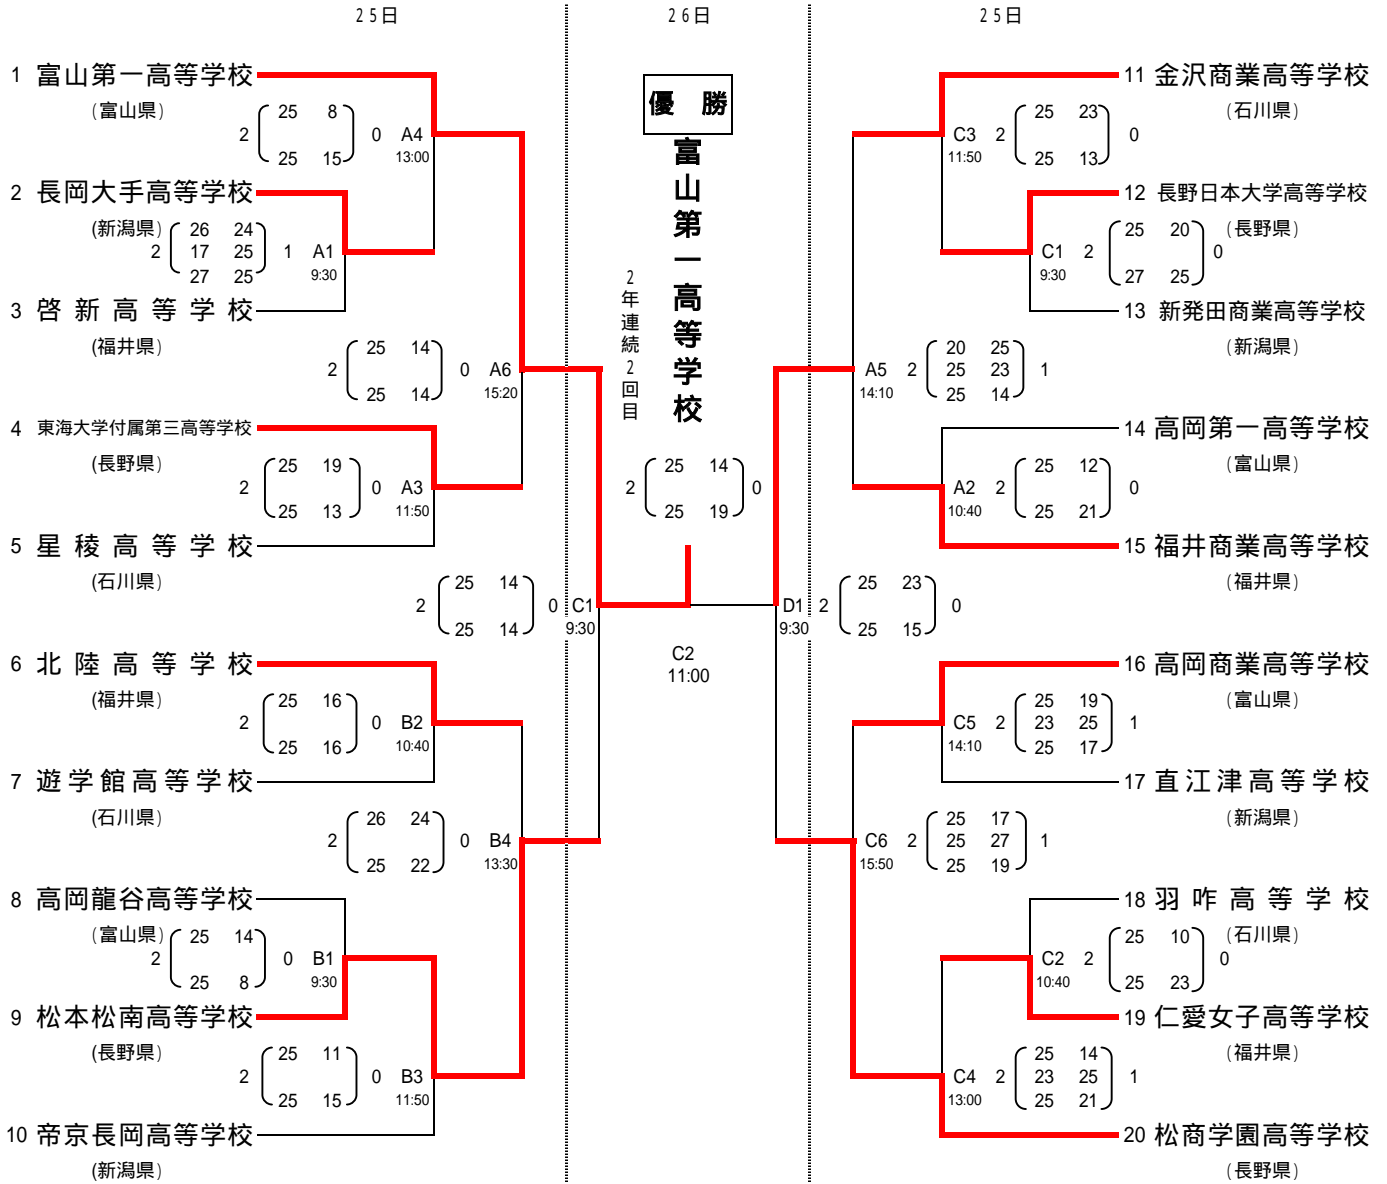 25日
26日
25日
優 勝
富山第一高等学校
2年連続2回目
1 富山第一高等学校
(富山県)
2 25 8 0 A4
25 15 13:00
2 長岡大手高等学校
(新潟県)
26 24
2 17 25 1 A1
27 25 9:30
3 啓新高等学校
(福井県)
25 14
2 0 A6
25 14 15:20
4 東海大学付属第三高等学校
(長野県)
25 19
2 0 A3
25 13 11:50
5 星稜高等学校
(石川県)
25 14
2 0 C1
25 14 9:30
6 北陸高等学校
(福井県)
25 16
2 0 B2
25 16 10:40
7 遊学館高等学校
(石川県)
26 24
2 0 B4
25 22 13:30
8 高岡龍谷高等学校
(富山県)
25 14
2 0 B1
25 8 9:30
9 松本松南高等学校
(長野県)
25 11
2 0 B3
25 15 11:50
10 帝京長岡高等学校
(新潟県)
25 14
2 0
25 19
C2
11:00
11 金沢商業高等学校
(石川県)
25 23
C3 2 0
11:50 25 13
12 長野日本大学高等学校
(長野県)
25 20
C1 2 0
9:30 27 25
13 新発田商業高等学校
(新潟県)
20 25
A5 2 25 23 1
14:10 25 14
14 高岡第一高等学校
(富山県)
25 12
A2 2 0
10:40 25 21
15 福井商業高等学校
(福井県)
25 23
D1 2 0
9:30 25 15
16 高岡商業高等学校
(富山県)
25 19
C5 2 23 25 1
14:10 25 17
17 直江津高等学校
(新潟県)
25 17
C6 2 25 27 1
15:50 25 19
18 羽咋高等学校
(石川県)
25 10
C2 2 0
10:40 25 23
19 仁愛女子高等学校
(福井県)
25 14
C4 2 23 25 1
13:00 25 21
20 松商学園高等学校
(長野県)